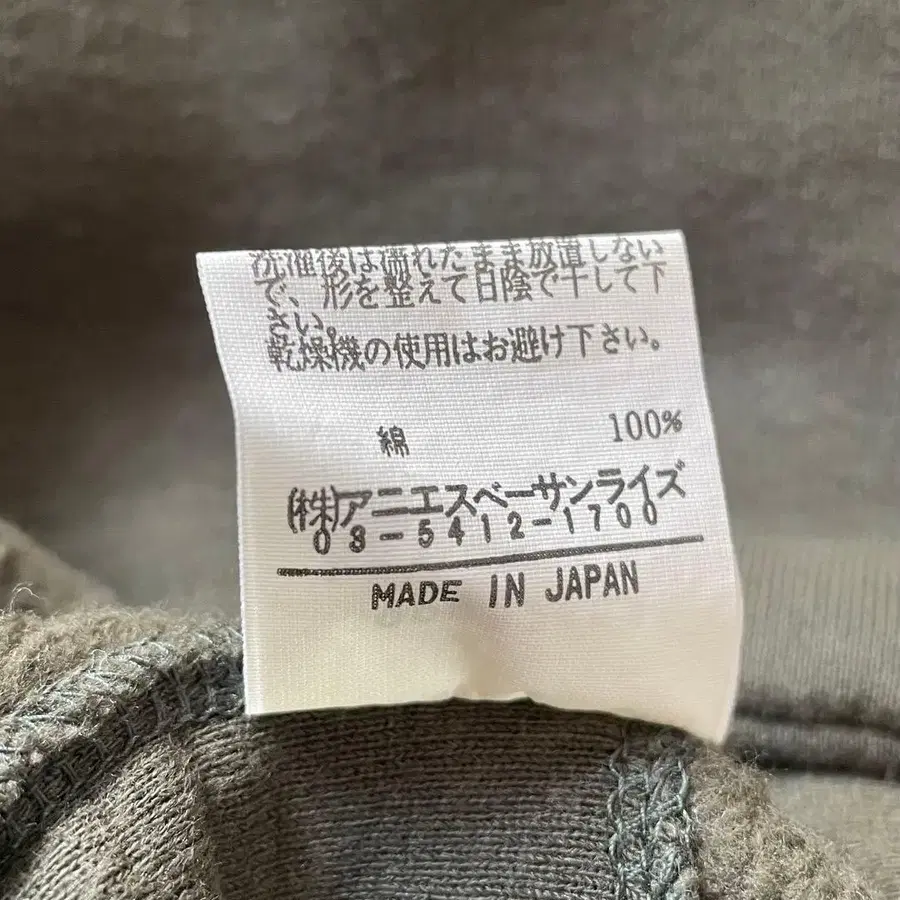 洗濯後は濡れたまま放置しない
で、形を整えて日陰で干して下
さい。
乾燥機の使用はお避け下さい。
綿 100%
(株)アニエスベーサンライズ
03-5412-1700
MADE IN JAPAN